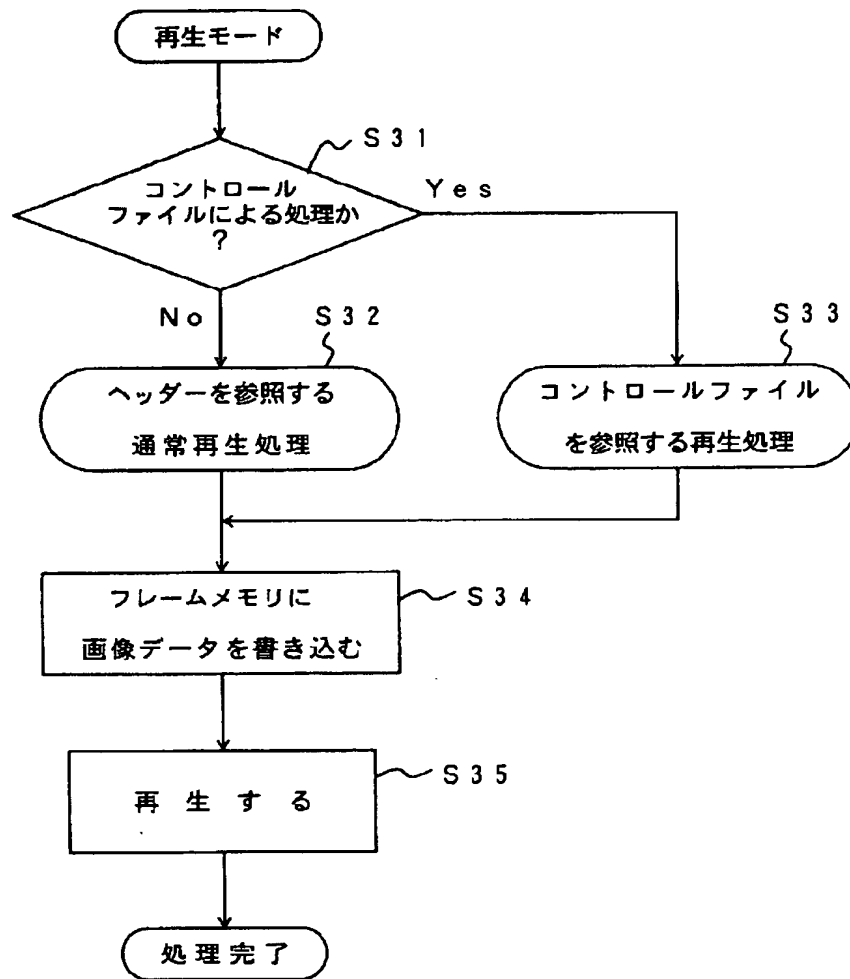 再生モード
S31
コントロール
ファイルによる処理か
?
Yes
No
S32
S33
ヘッダーを参照する
通常再生処理
コントロールファイル
を参照する再生処理
フレームメモリに
画像データを書き込む
S34
再生する
S35
処理完了